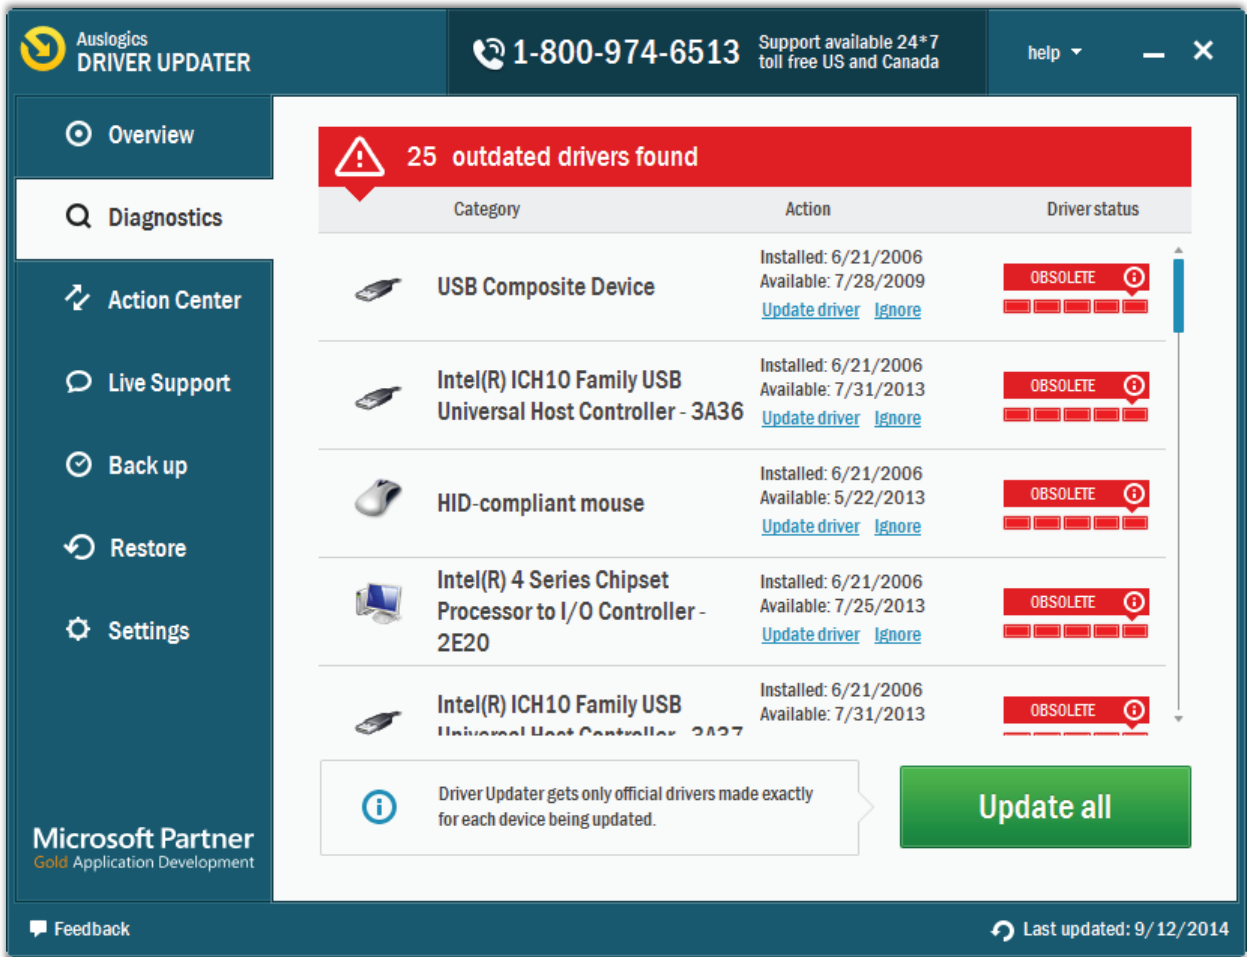 Auslogics
DRIVER UPDATER
1-800-974-6513
Support available 24*7
toll free US and Canada
help
Overview
Diagnostics
Action Center
Live Support
Back up
Restore
Settings
Microsoft Partner
Gold Application Development
25 outdated drivers found
Category Action Driver status
USB Composite Device
Installed: 6/21/2006
Available: 7/28/2009
Update driver Ignore
OBSOLETE
Intel(R) ICH10 Family USB
Universal Host Controller - 3A36
Installed: 6/21/2006
Available: 7/31/2013
Update driver Ignore
OBSOLETE
HID-compliant mouse
Installed: 6/21/2006
Available: 5/22/2013
Update driver Ignore
OBSOLETE
Intel(R) 4 Series Chipset
Processor to I/O Controller -
2E20
Installed: 6/21/2006
Available: 7/25/2013
Update driver Ignore
OBSOLETE
Intel(R) ICH10 Family USB
Universal Host Controller - 3A37
Installed: 6/21/2006
Available: 7/31/2013
OBSOLETE
Driver Updater gets only official drivers made exactly
for each device being updated.
Update all
Feedback
Last updated: 9/12/2014